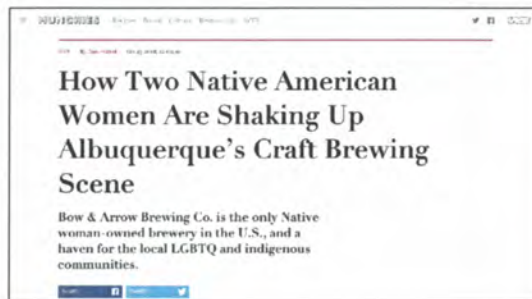 MUNCHIES
How Two Native American
Women Are Shaking Up
Albuquerque's Craft Brewing
Scene
Bow & Arrow Brewing Co. is the only Native
woman-owned brewery in the U.S., and a
haven for the local LGBTQ and indigenous
communities.